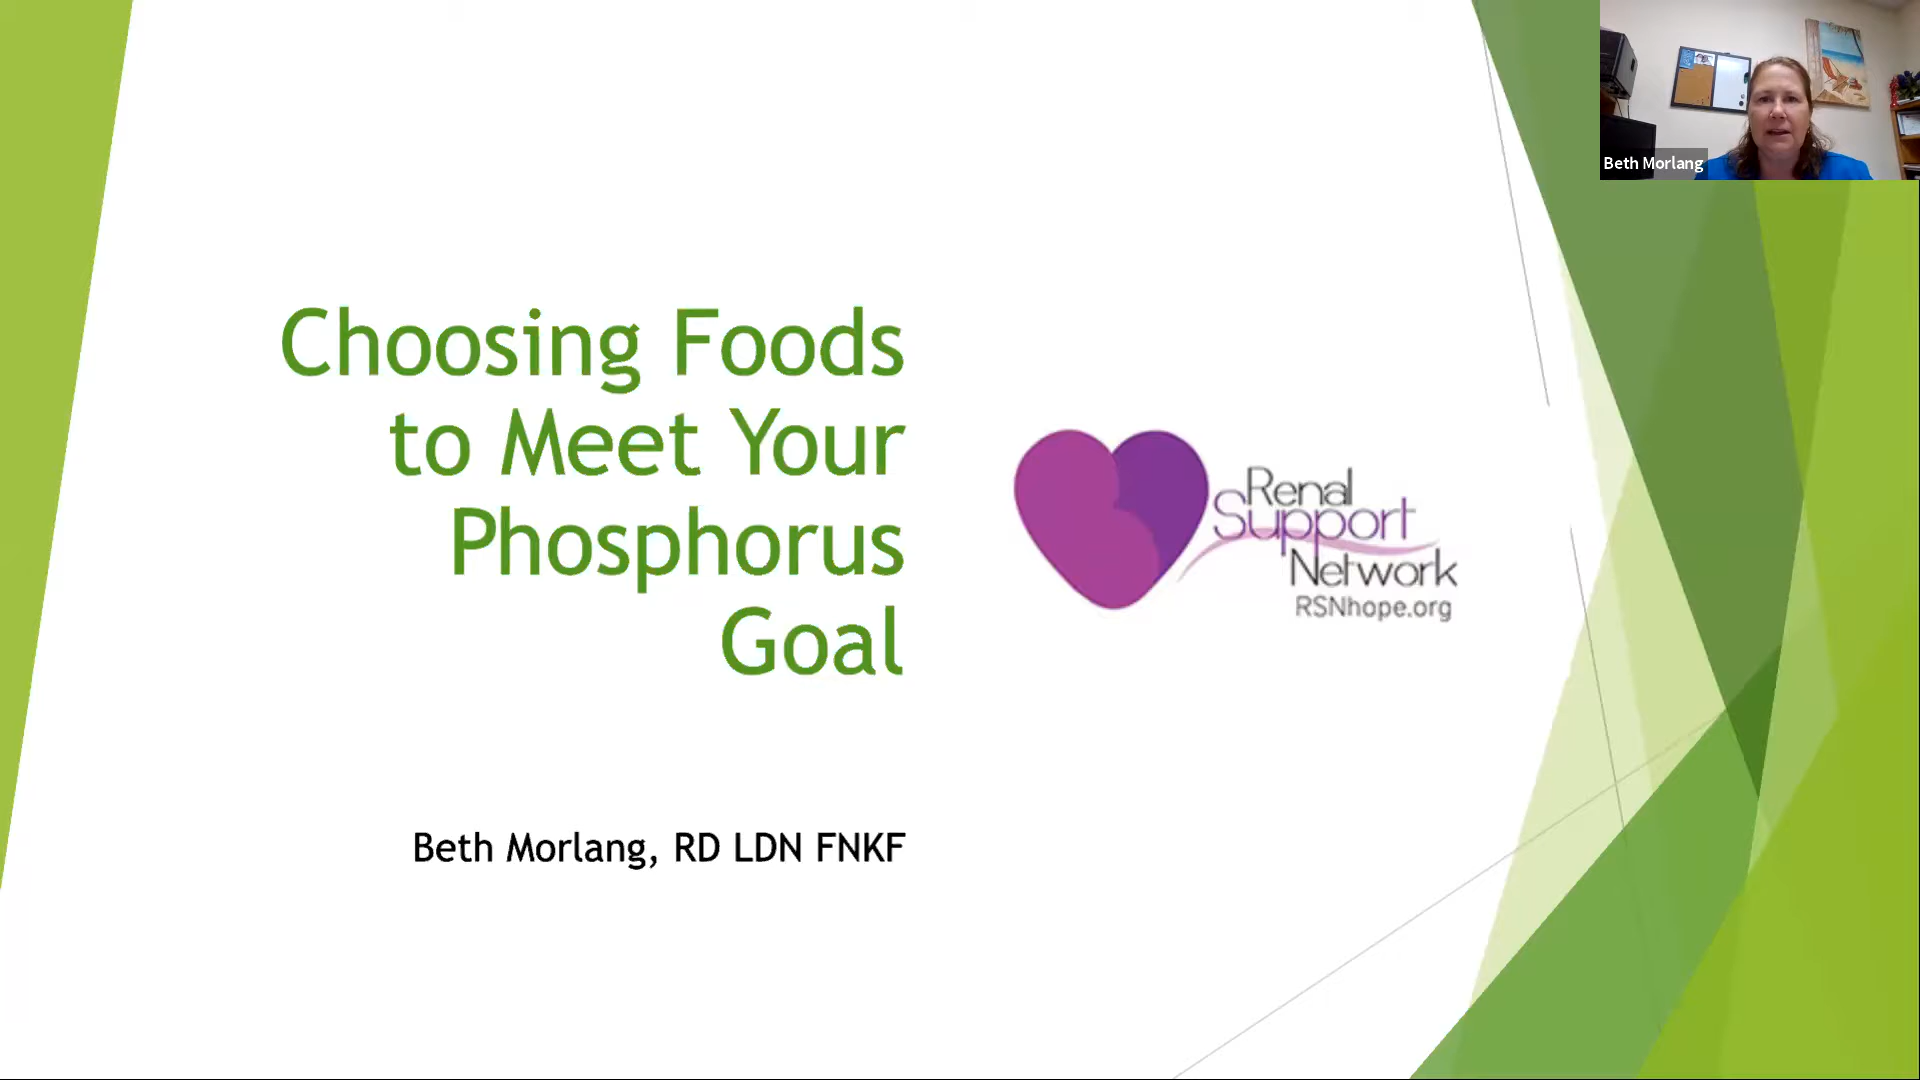 Choosing Foods
to Meet Your
Phosphorus
Goal
Beth Morlang, RD LDN FNKF
Renal
Support
Network
RSNhope.org
Beth Morlang